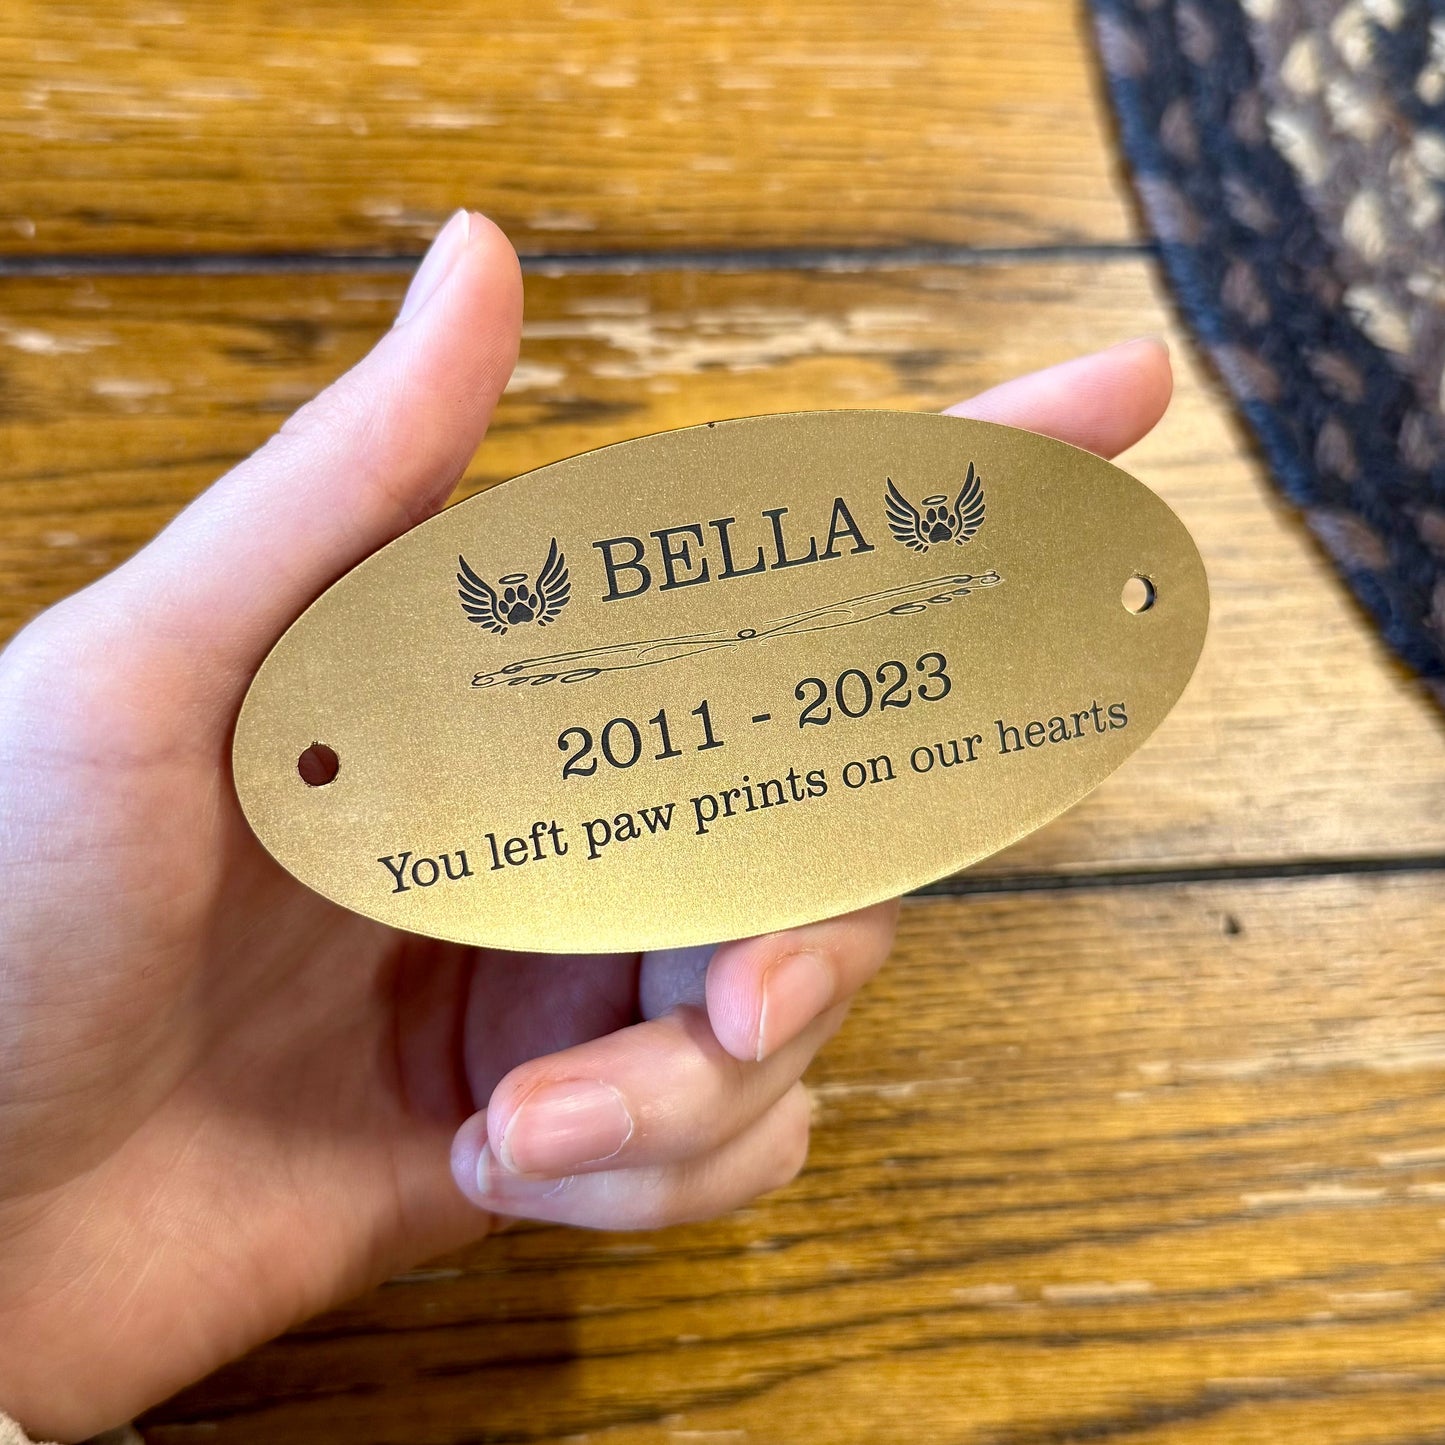 BELLA
2011 - 2023
You left paw prints on our hearts